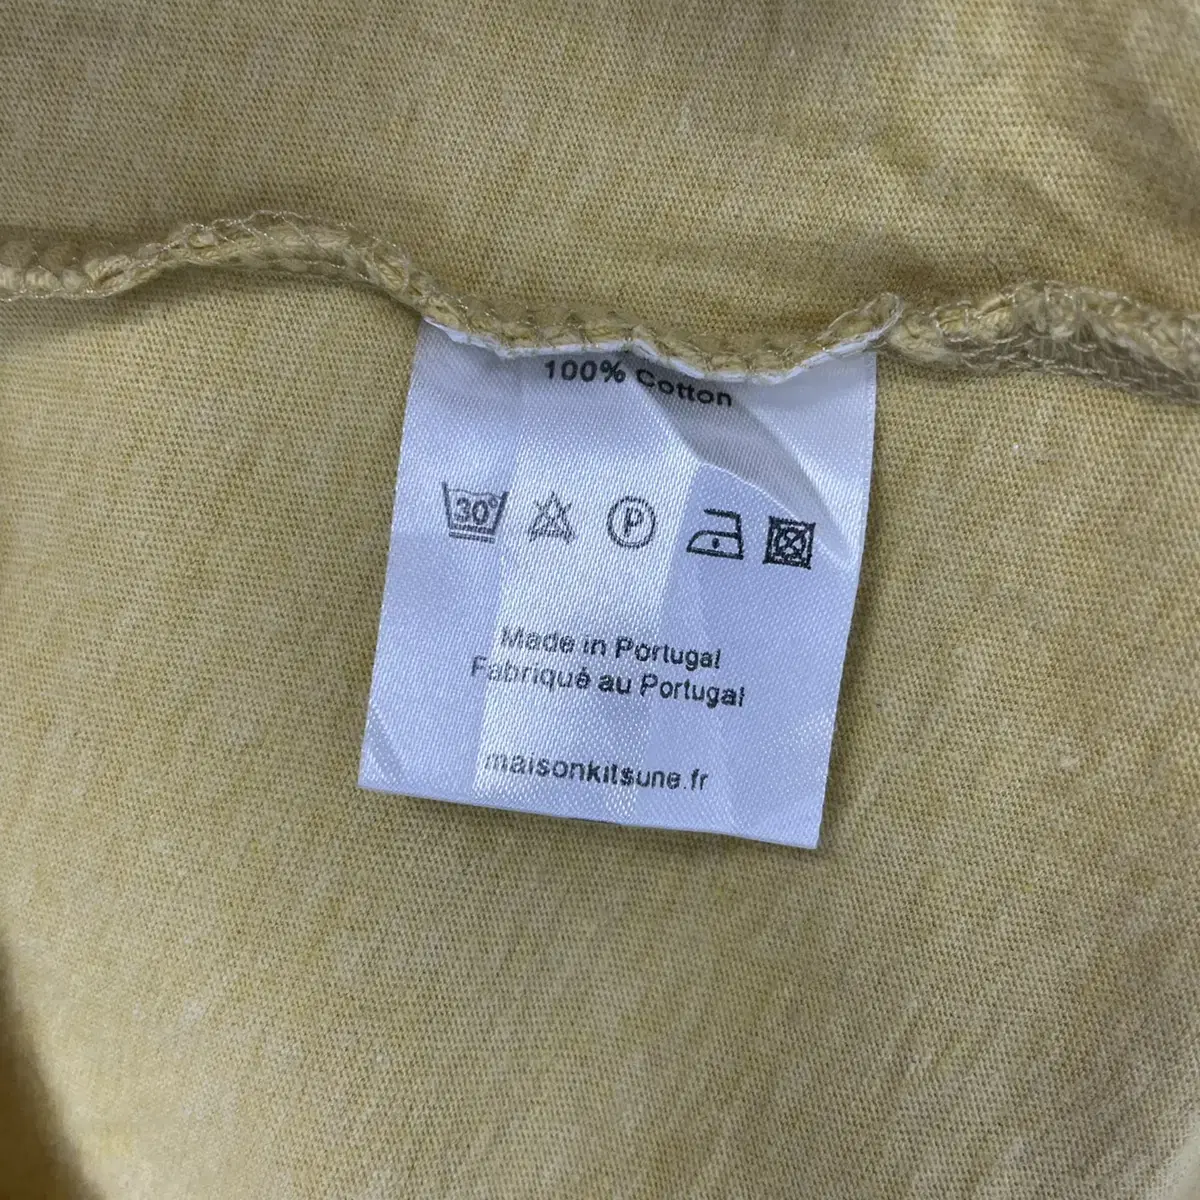 100% Cotton
30°
P
Made in Portugal
Fabriqué au Portugal
maisonkitsune.fr